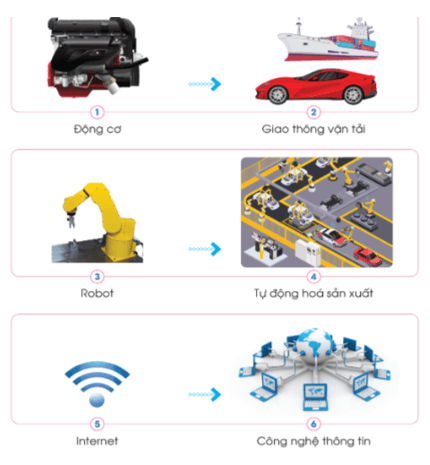 1 2
Động cơ Giao thông vận tải
3 4
Robot Tự động hoá sản xuất
5 6
Internet Công nghệ thông tin